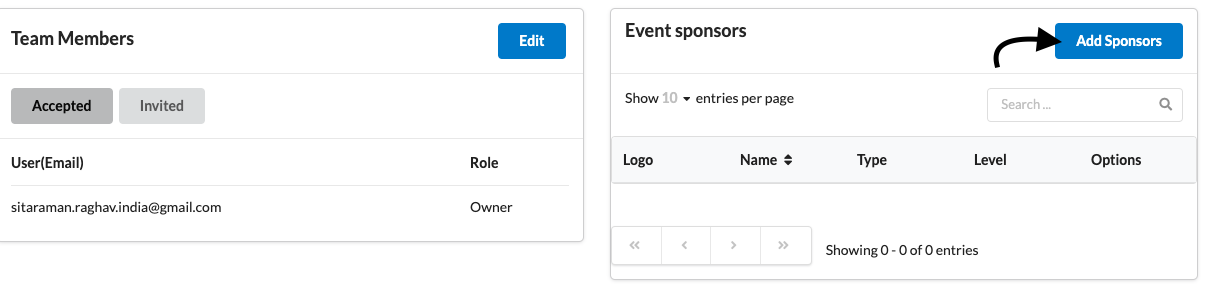 Team Members
Edit
Accepted
Invited
User(Email)
Role
sitaraman.raghav.india@gmail.com
Owner
Event sponsors
Add Sponsors
Show 10 entries per page
Search ...
Logo
Name
Type
Level
Options
Showing 0 - 0 of 0 entries